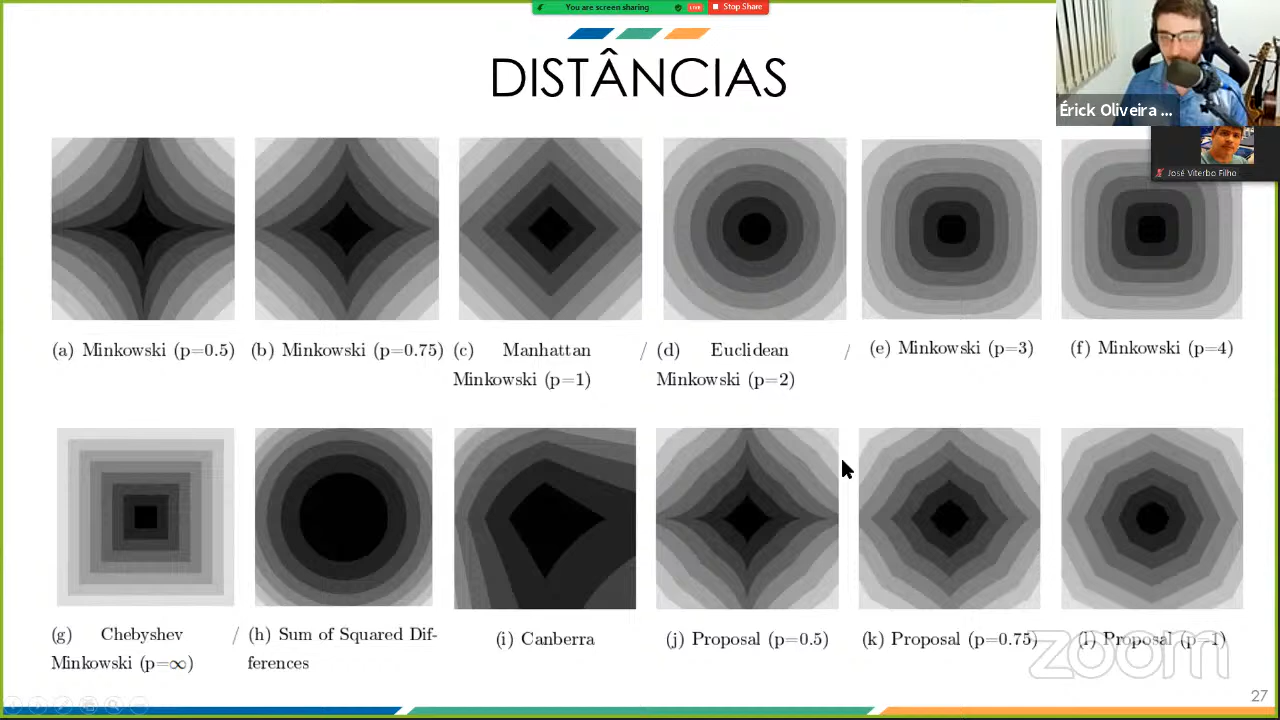 You are screen sharing LIVE Stop Share
DISTÂNCIAS
Érick Oliveira ...
José Viterbo Filho
(a) Minkowski (p=0.5)
(b) Minkowski (p=0.75)
(c) Manhattan /
Minkowski (p=1)
(d) Euclidean /
Minkowski (p=2)
(e) Minkowski (p=3)
(f) Minkowski (p=4)
(g) Chebyshev /
Minkowski (p=∞)
(h) Sum of Squared Dif-
ferences
(i) Canberra
(j) Proposal (p=0.5)
(k) Proposal (p=0.75)
(l) Proposal (p=1)
zoom
27